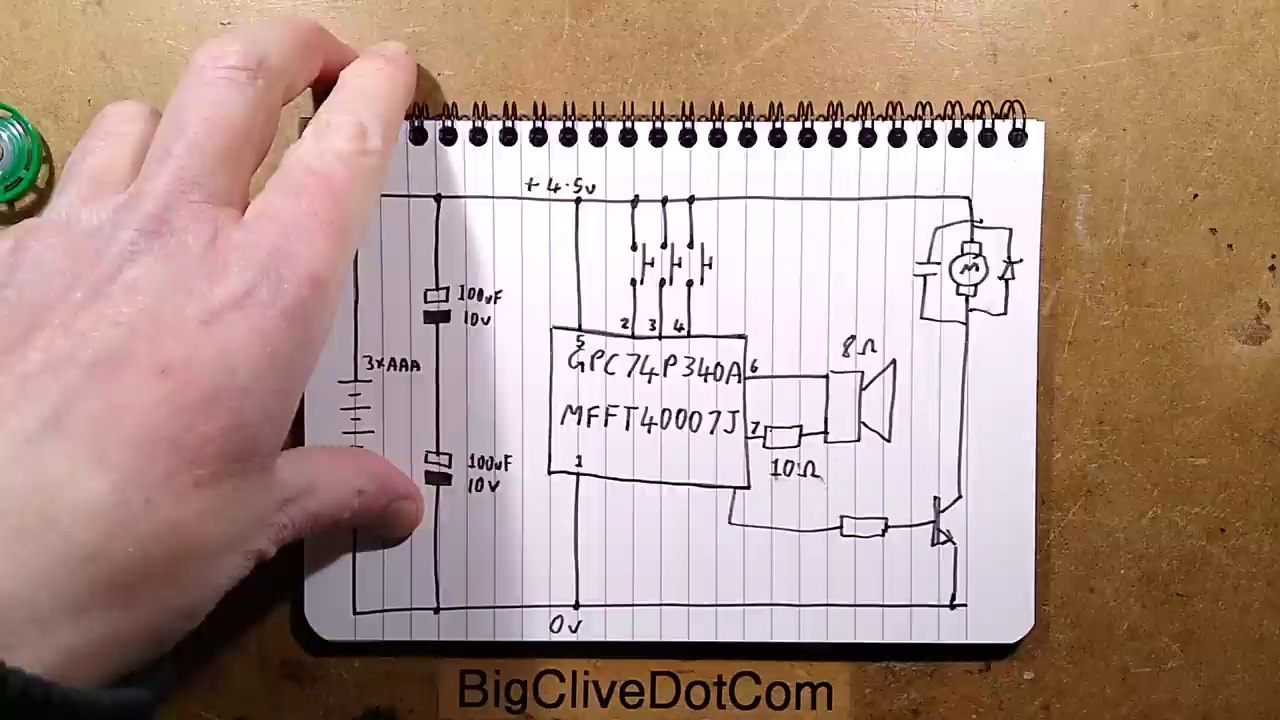 +4.5v
100uF
10v
3xAAA
2 3 4
5
GPC74P340A
6
MFFT40007J
7
1
8Ω
10Ω
M
100uF
10v
0v
BigCliveDotCom